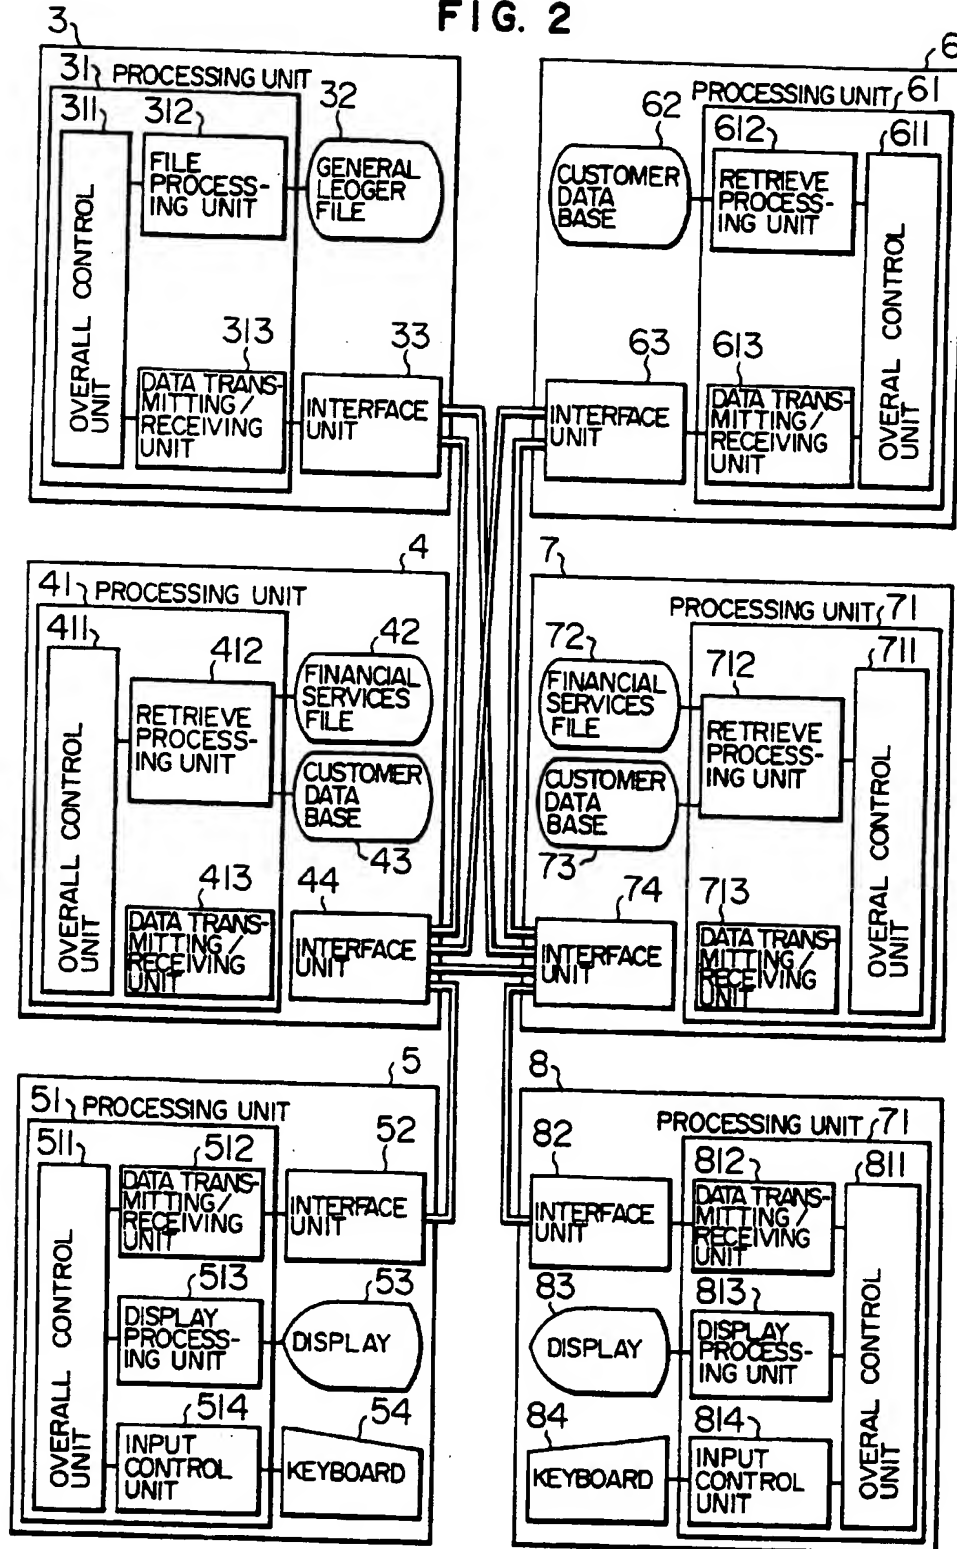 FIG. 2
3
31
PROCESSING UNIT
311
312
32
FILE
PROCESS-
ING UNIT
GENERAL
LEDGER
FILE
OVERALL CONTROL
UNIT
313
33
DATA TRANS-
MITTING/
RECEIVING
UNIT
INTERFACE
UNIT
6
PROCESSING UNIT
61
62
612
611
CUSTOMER
DATA
BASE
RETRIEVE
PROCESS-
ING UNIT
OVERALL CONTROL
UNIT
63
613
INTERFACE
UNIT
DATA TRANS-
MITTING/
RECEIVING
UNIT
4
41
PROCESSING UNIT
411
412
42
RETRIEVE
PROCESS-
ING UNIT
FINANCIAL
SERVICES
FILE
CUSTOMER
DATA
BASE
43
OVERALL CONTROL
UNIT
413
44
DATA TRANS-
MITTING/
RECEIVING
UNIT
INTERFACE
UNIT
7
PROCESSING UNIT
71
72
712
711
FINANCIAL
SERVICES
FILE
RETRIEVE
PROCESS-
ING UNIT
CUSTOMER
DATA
BASE
73
OVERALL CONTROL
UNIT
74
713
INTERFACE
UNIT
DATA TRANS-
MITTING/
RECEIVING
UNIT
5
51
PROCESSING UNIT
511
512
52
DATA TRANS-
MITTING/
RECEIVING
UNIT
INTERFACE
UNIT
513
53
DISPLAY
PROCESS-
ING UNIT
DISPLAY
OVERALL CONTROL
UNIT
514
54
INPUT
CONTROL
UNIT
KEYBOARD
8
PROCESSING UNIT
71
82
812
811
INTERFACE
UNIT
DATA TRANS-
MITTING/
RECEIVING
UNIT
83
813
DISPLAY
DISPLAY
PROCESS-
ING UNIT
OVERALL CONTROL
UNIT
84
814
KEYBOARD
INPUT
CONTROL
UNIT